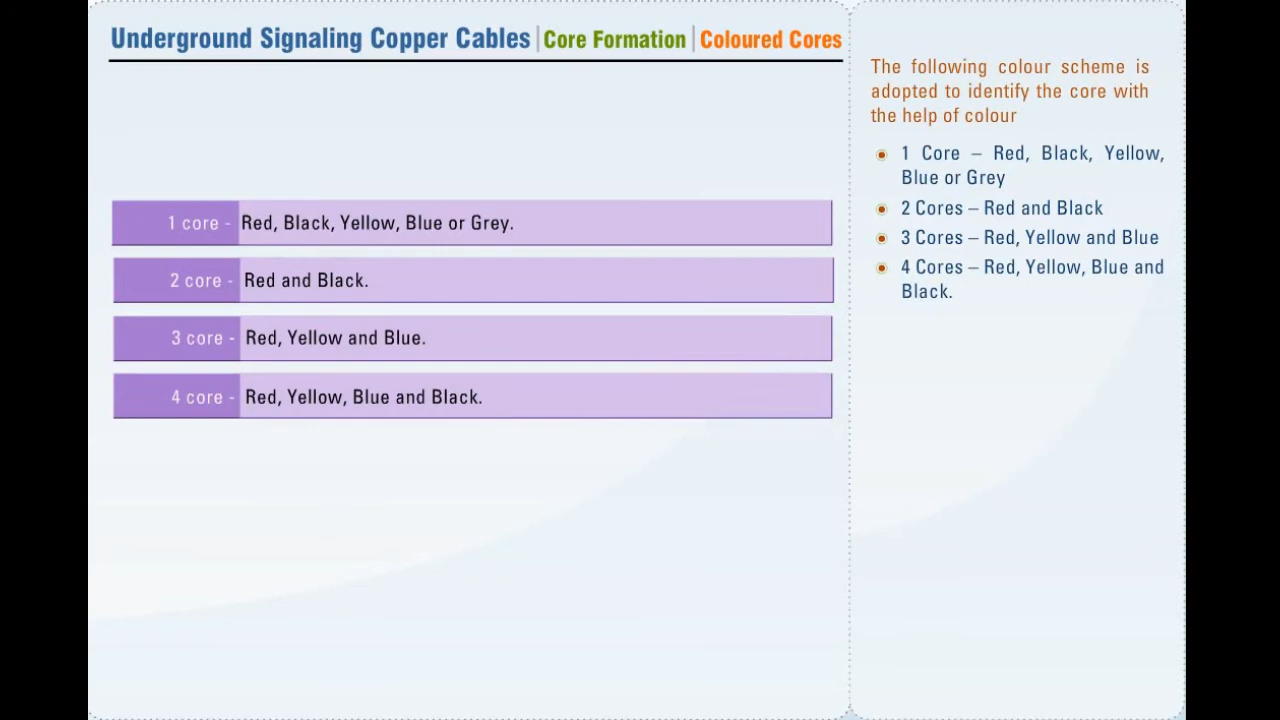 Underground Signaling Copper Cables | Core Formation | Coloured Cores
1 core - Red, Black, Yellow, Blue or Grey.
2 core - Red and Black.
3 core - Red, Yellow and Blue.
4 core - Red, Yellow, Blue and Black.
The following colour scheme is
adopted to identify the core with
the help of colour
1 Core – Red, Black, Yellow,
Blue or Grey
2 Cores – Red and Black
3 Cores – Red, Yellow and Blue
4 Cores – Red, Yellow, Blue and
Black.